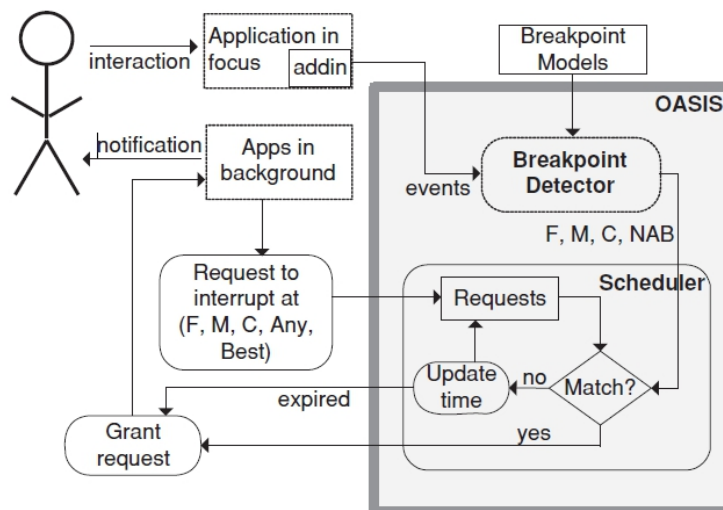 Application in
focus
addin
interaction
Breakpoint
Models
OASIS
notification
Apps in
background
Breakpoint
Detector
events
F, M, C, NAB
Request to
interrupt at
(F, M, C, Any,
Best)
Scheduler
Requests
Update
time
no
Match?
expired
yes
Grant
request